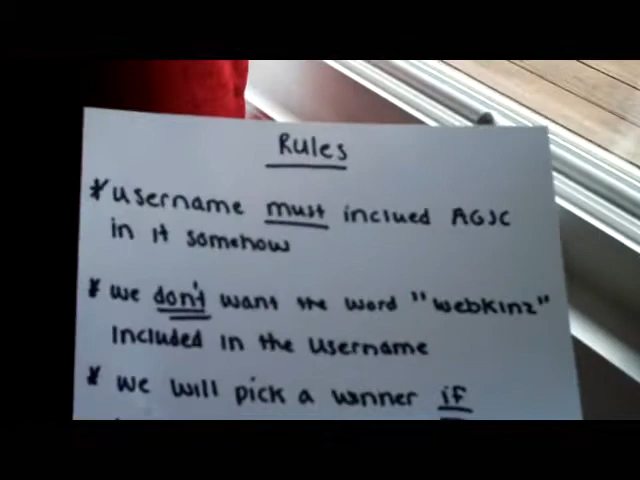 Rules
* username must inclued AGJC
in it somehow
* we don't want the word "webkinz"
included in the username
* we will pick a winner if